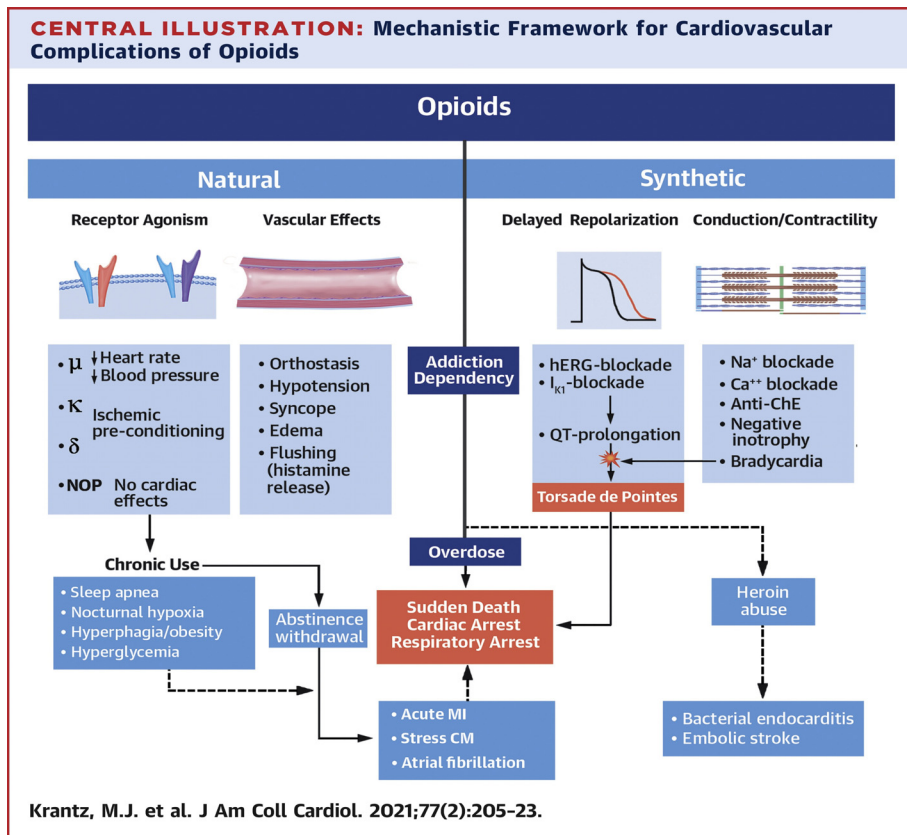 CENTRAL ILLUSTRATION: Mechanistic Framework for Cardiovascular
Complications of Opioids
Opioids
Natural
Synthetic
Receptor Agonism
Vascular Effects
Delayed Repolarization
Conduction/Contractility
• μ ↓ Heart rate
↓ Blood pressure
• κ Ischemic
pre-conditioning
• δ
• NOP No cardiac
effects
• Orthostasis
• Hypotension
• Syncope
• Edema
• Flushing
(histamine
release)
Addiction
Dependency
• hERG-blockade
• I_K1-blockade
• QT-prolongation
Torsade de Pointes
• Na⁺ blockade
• Ca⁺⁺ blockade
• Anti-ChE
• Negative
inotrophy
• Bradycardia
Chronic Use
• Sleep apnea
• Nocturnal hypoxia
• Hyperphagia/obesity
• Hyperglycemia
Abstinence
withdrawal
Overdose
Sudden Death
Cardiac Arrest
Respiratory Arrest
Heroin
abuse
• Acute MI
• Stress CM
• Atrial fibrillation
• Bacterial endocarditis
• Embolic stroke
Krantz, M.J. et al. J Am Coll Cardiol. 2021;77(2):205–23.